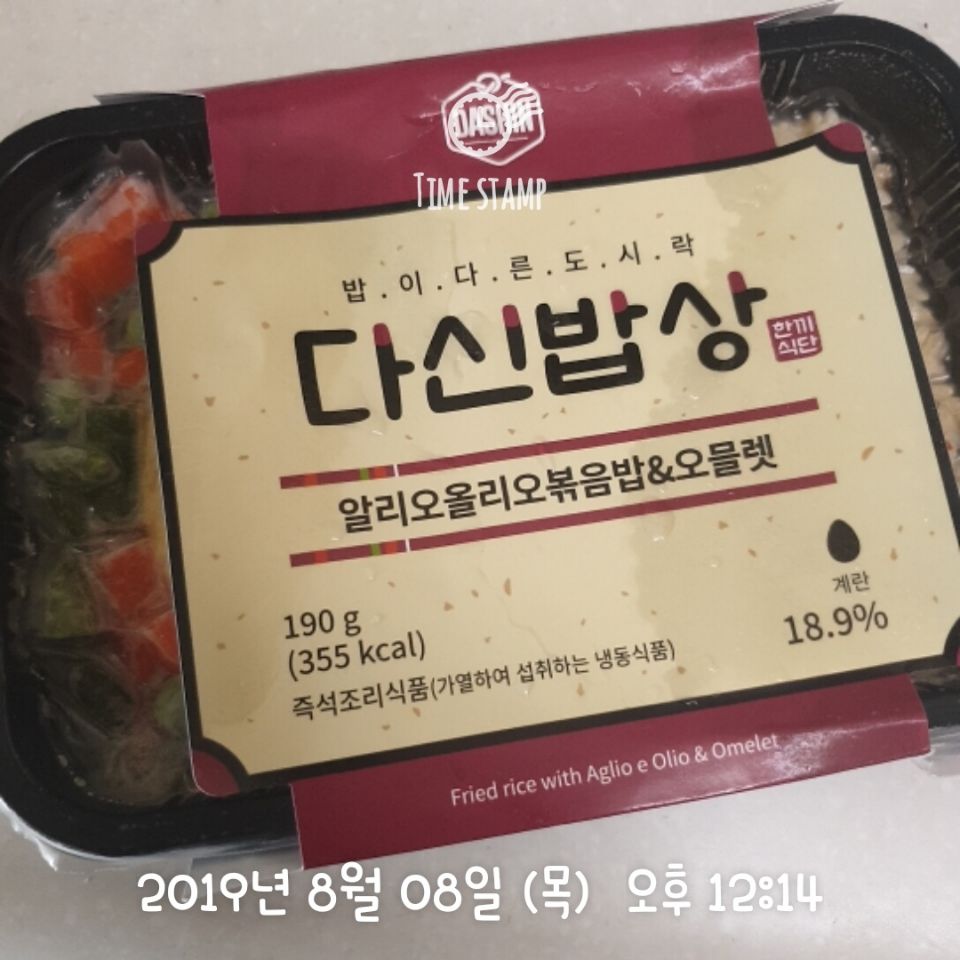 DASHIN
TIME STAMP
밥.이.다.른.도.시.락
다신밥상
한끼
식단
알리오올리오볶음밥&오믈렛
계란
18.9%
190 g
(355 kcal)
즉석조리식품(가열하여 섭취하는 냉동식품)
Fried rice with Aglio e Olio & Omelet
2019년 8월 08일 (목) 오후 12:14